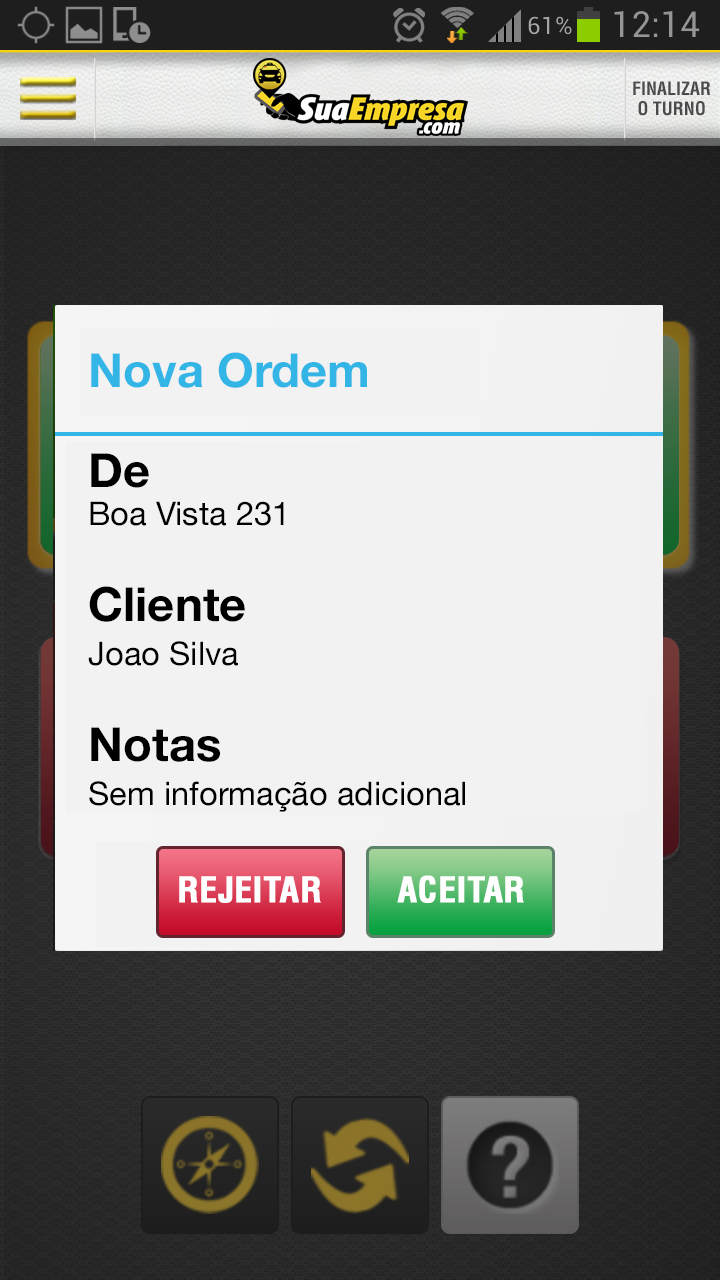 61% 12:14
SuaEmpresa
.com
FINALIZAR
O TURNO
Nova Ordem
De
Boa Vista 231
Cliente
Joao Silva
Notas
Sem informação adicional
REJEITAR ACEITAR
?